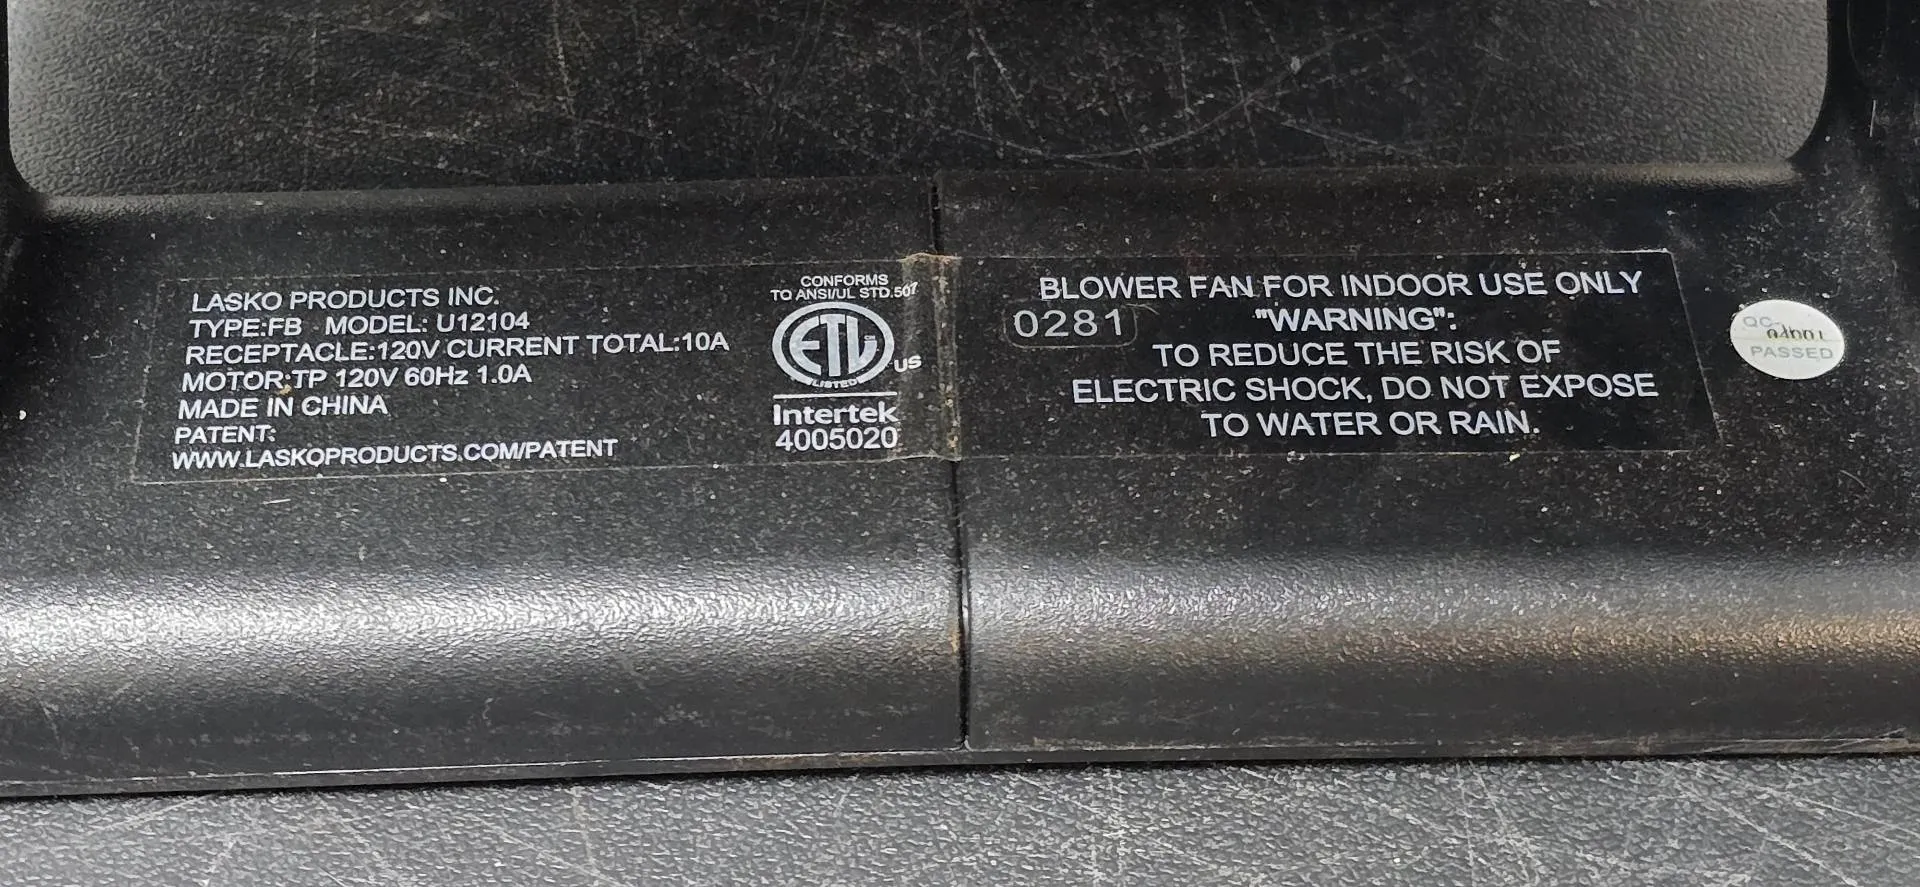 LASKO PRODUCTS INC.
TYPE:FB MODEL: U12104
RECEPTACLE:120V CURRENT TOTAL:10A
MOTOR:TP 120V 60Hz 1.0A
MADE IN CHINA
PATENT:
WWW.LASKOPRODUCTS.COM/PATENT
CONFORMS
TO ANSI/UL STD.507
ETL
LISTED
US
Intertek
4005020
BLOWER FAN FOR INDOOR USE ONLY
0281
"WARNING":
TO REDUCE THE RISK OF
ELECTRIC SHOCK, DO NOT EXPOSE
TO WATER OR RAIN.
QC
PASSED